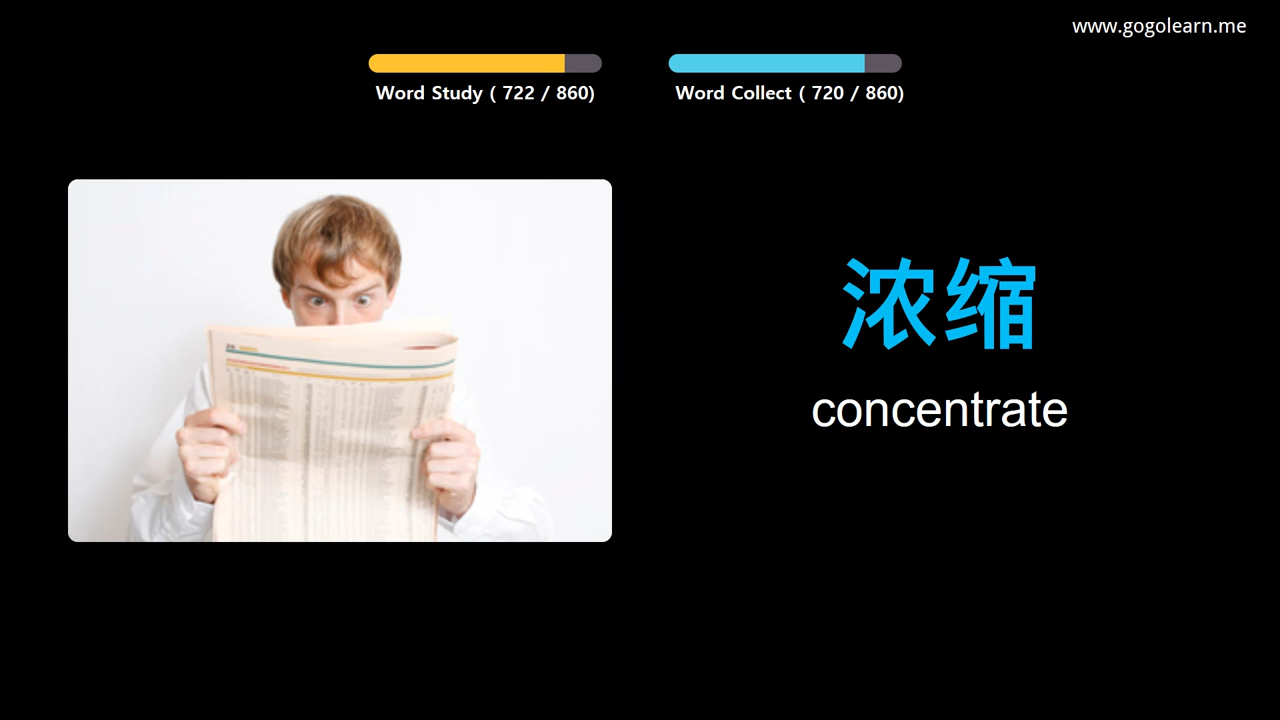 www.gogolearn.me
Word Study ( 722 / 860)
Word Collect ( 720 / 860)
浓缩
concentrate